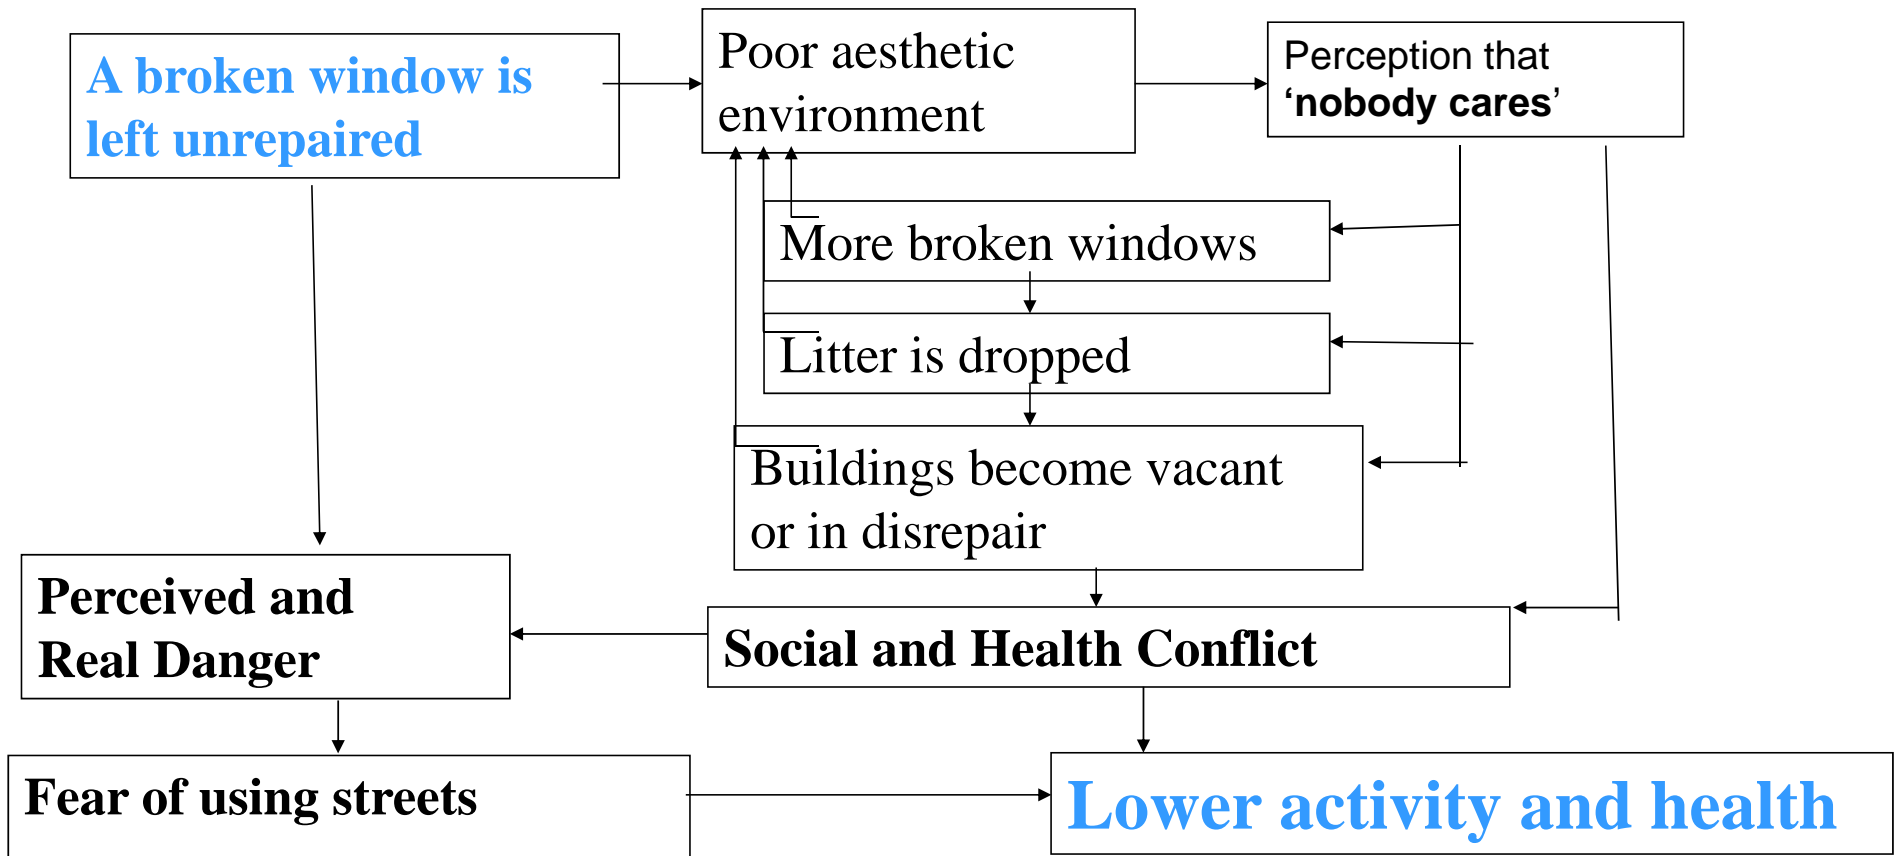 A broken window is
left unrepaired
Poor aesthetic
environment
Perception that
‘nobody cares’
More broken windows
Litter is dropped
Buildings become vacant
or in disrepair
Perceived and
Real Danger
Social and Health Conflict
Fear of using streets
Lower activity and health